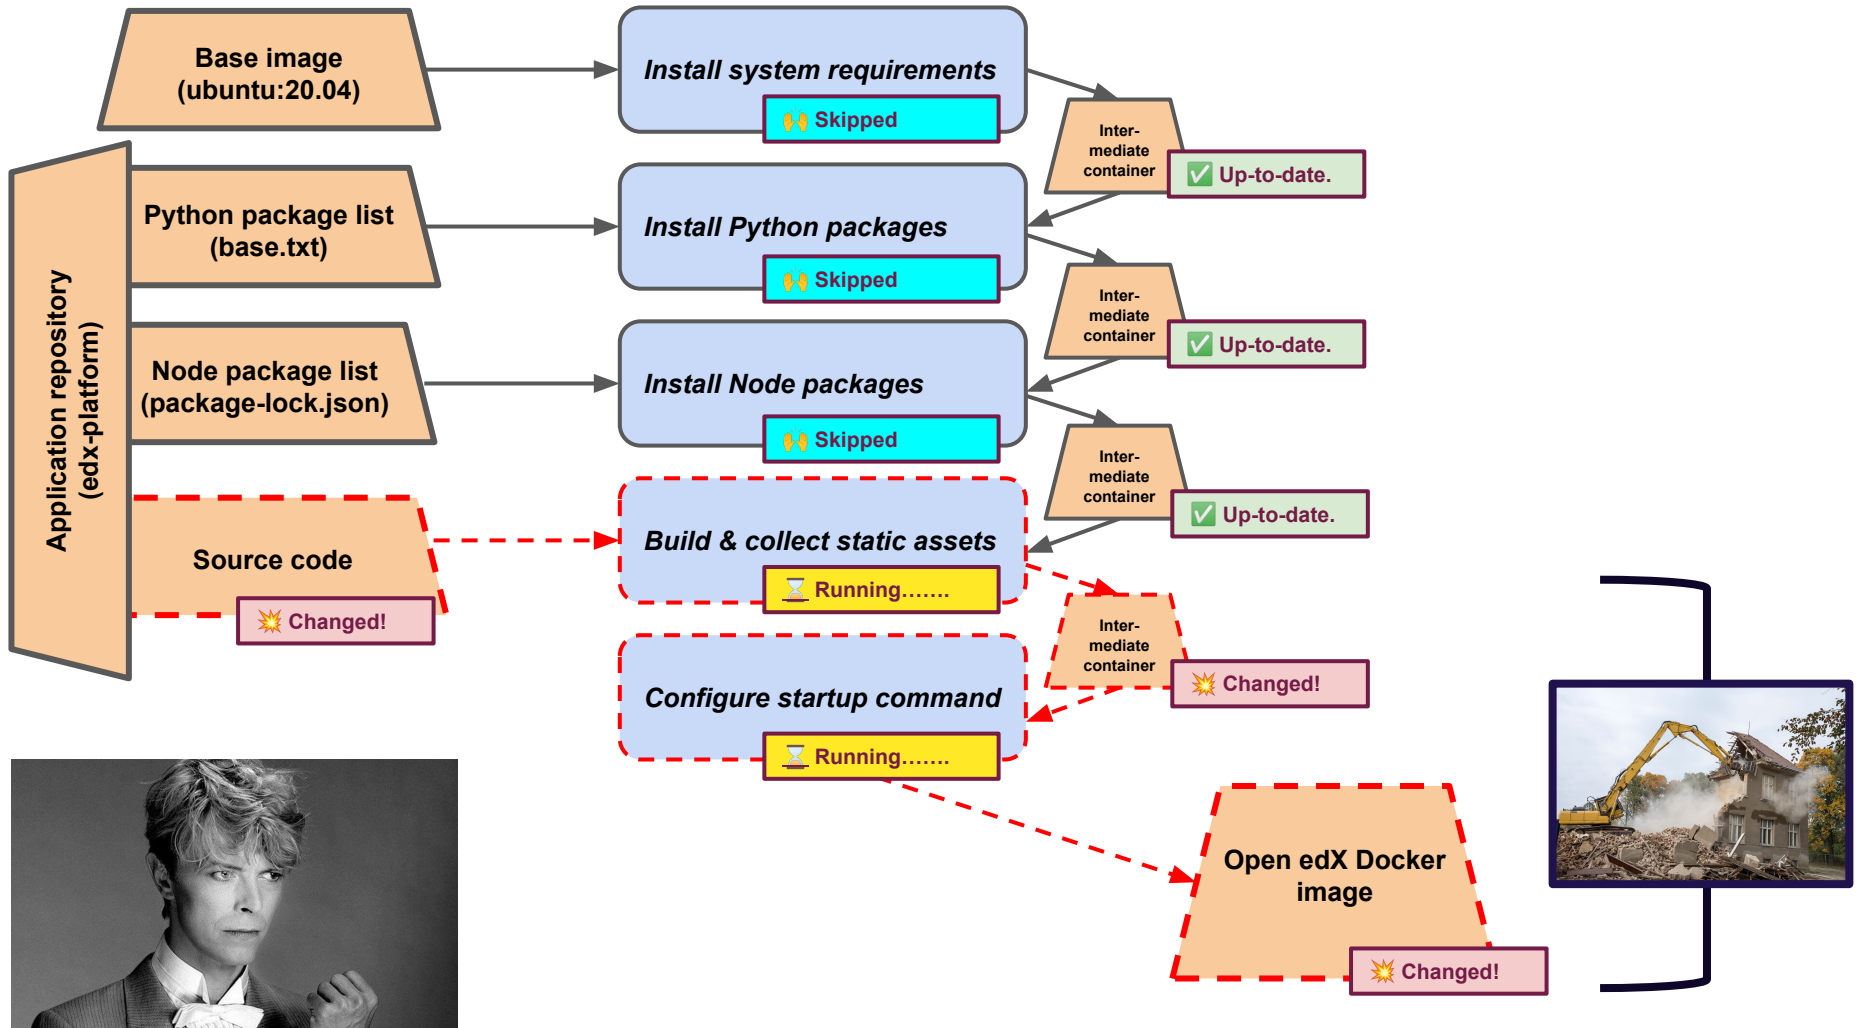 Base image
(ubuntu:20.04)
Install system requirements
🙌 Skipped
Inter-
mediate
container
✅ Up-to-date.
Application repository
(edx-platform)
Python package list
(base.txt)
Install Python packages
🙌 Skipped
Inter-
mediate
container
✅ Up-to-date.
Node package list
(package-lock.json)
Install Node packages
🙌 Skipped
Inter-
mediate
container
✅ Up-to-date.
Source code
💥 Changed!
Build & collect static assets
⏳ Running.......
Inter-
mediate
container
💥 Changed!
Configure startup command
⏳ Running.......
Open edX Docker
image
💥 Changed!